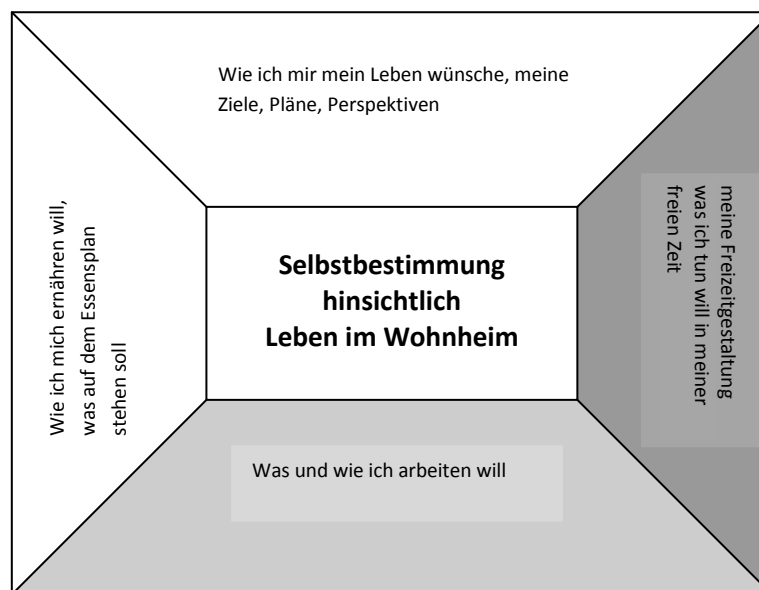 Wie ich mir mein Leben wünsche, meine
Ziele, Pläne, Perspektiven
Wie ich mich ernähren will,
was auf dem Essensplan
stehen soll
Selbstbestimmung
hinsichtlich
Leben im Wohnheim
meine Freizeitgestaltung
was ich tun will in meiner
freien Zeit
Was und wie ich arbeiten will